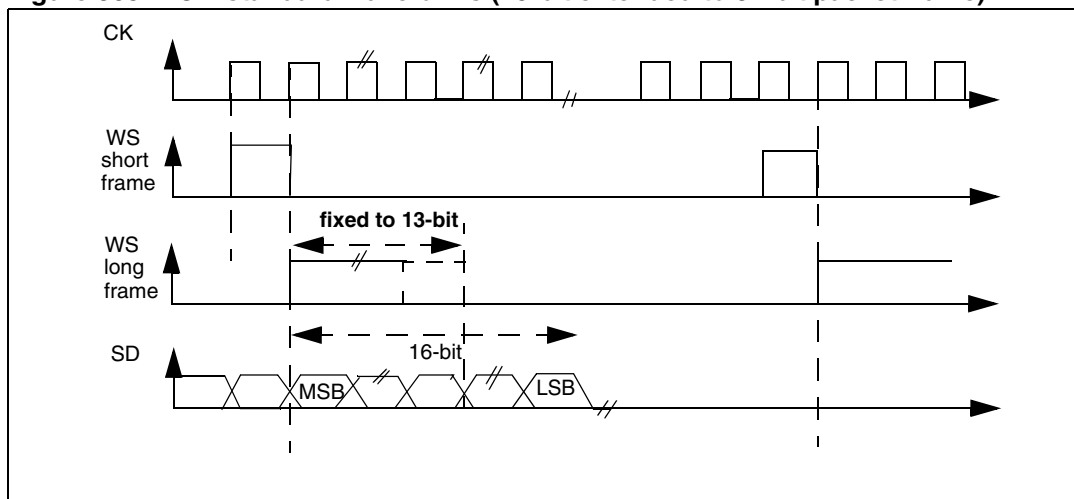 CK
WS
short
frame
fixed to 13-bit
WS
long
frame
16-bit
SD
MSB
LSB